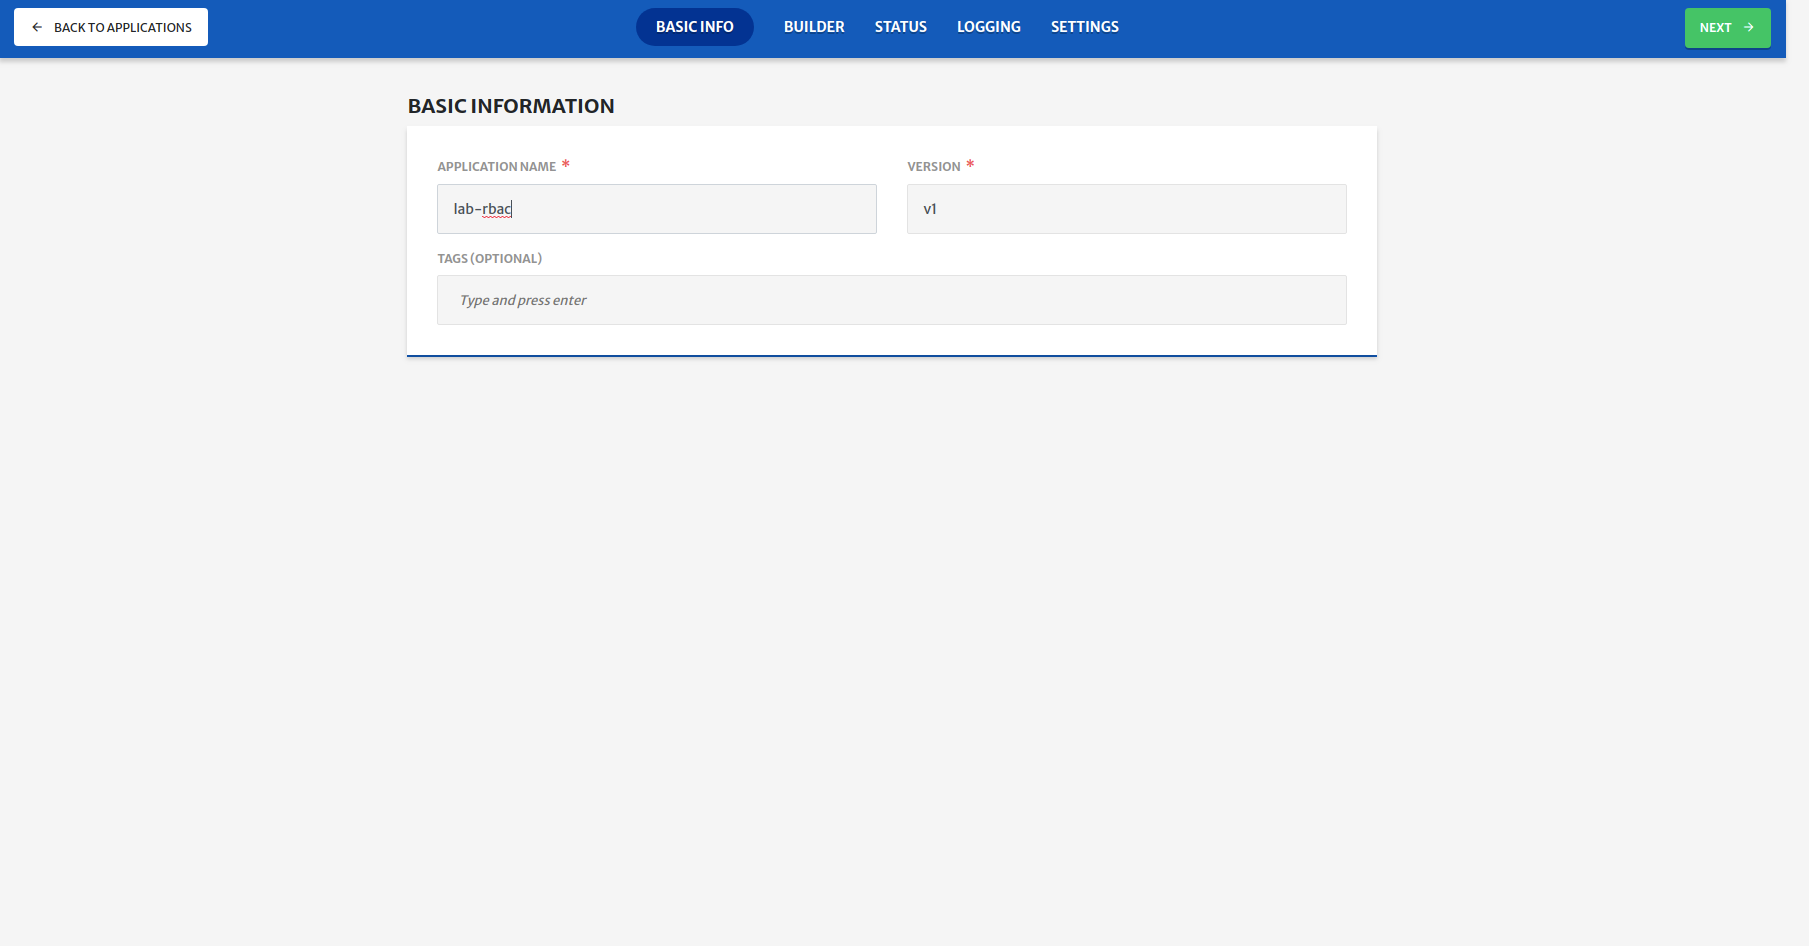 BACK TO APPLICATIONS
BASIC INFO
BUILDER
STATUS
LOGGING
SETTINGS
NEXT
BASIC INFORMATION
APPLICATION NAME *
VERSION *
lab-rbac
v1
TAGS (OPTIONAL)
Type and press enter